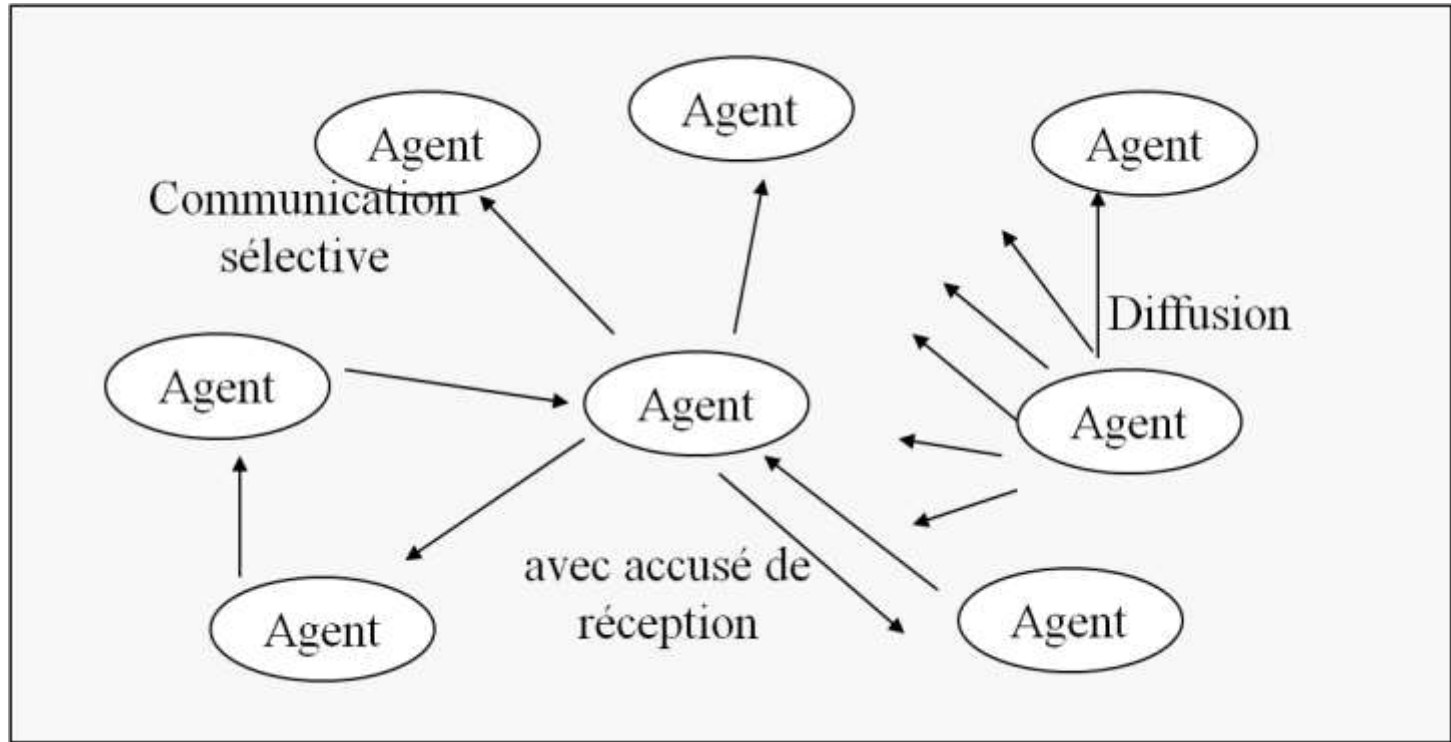 Agent
Agent
Agent
Communication
sélective
Diffusion
Agent
Agent
Agent
avec accusé de
réception
Agent
Agent